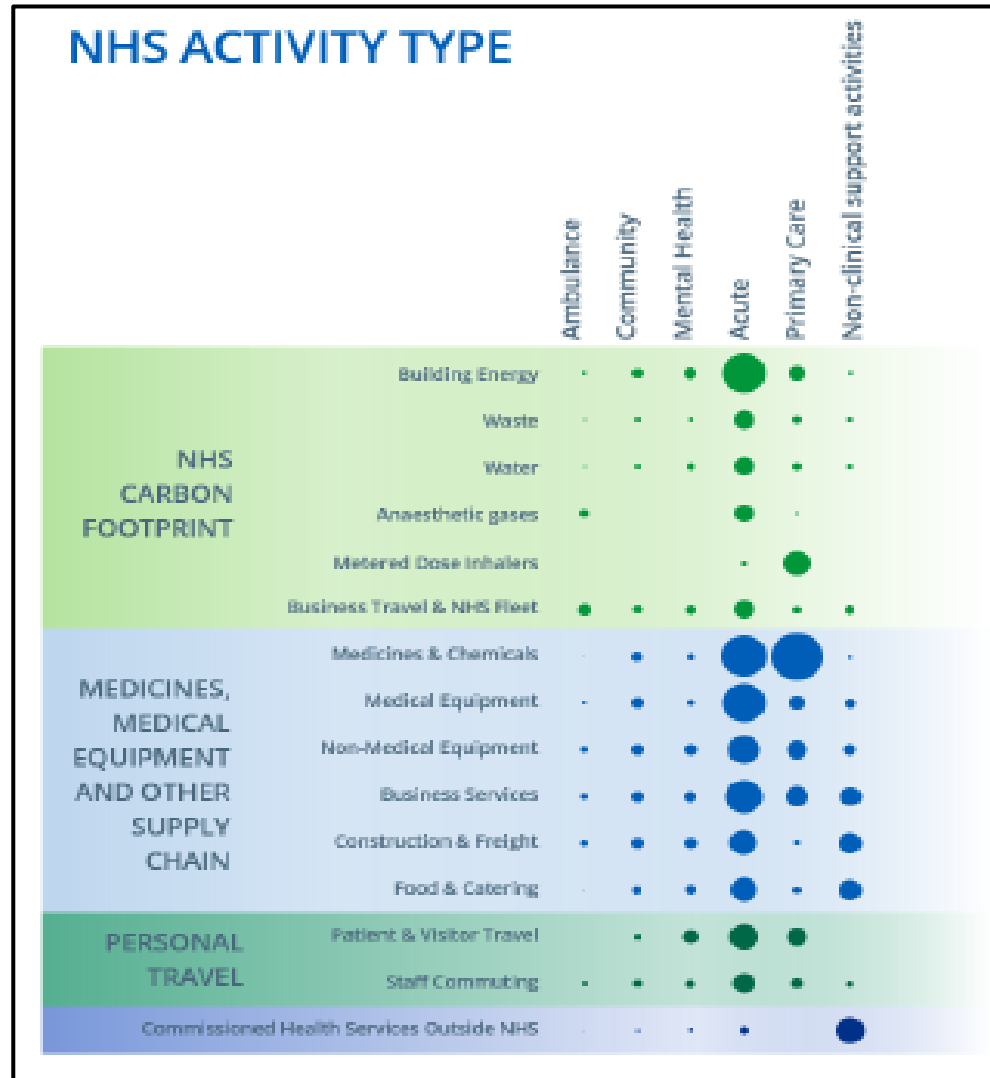 NHS ACTIVITY TYPE
Ambulance
Community
Mental Health
Acute
Primary Care
Non-clinical support activities
NHS
CARBON
FOOTPRINT
Building Energy
Waste
Water
Anaesthetic gases
Metered Dose Inhalers
Business Travel & NHS Fleet
MEDICINES,
MEDICAL
EQUIPMENT
AND OTHER
SUPPLY
CHAIN
Medicines & Chemicals
Medical Equipment
Non-Medical Equipment
Business Services
Construction & Freight
Food & Catering
PERSONAL
TRAVEL
Patient & Visitor Travel
Staff Commuting
Commissioned Health Services Outside NHS